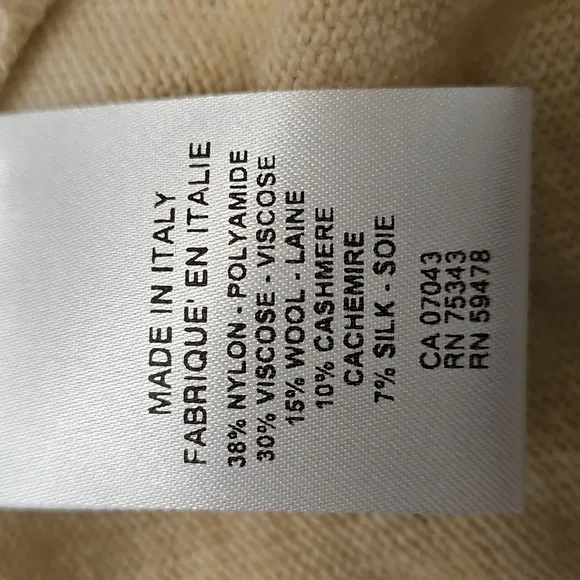 MADE IN ITALY
FABRIQUE' EN ITALIE
38% NYLON - POLYAMIDE
30% VISCOSE - VISCOSE
15% WOOL - LAINE
10% CASHMERE
CACHEMIRE
7% SILK - SOIE
CA 07043
RN 75343
RN 59478